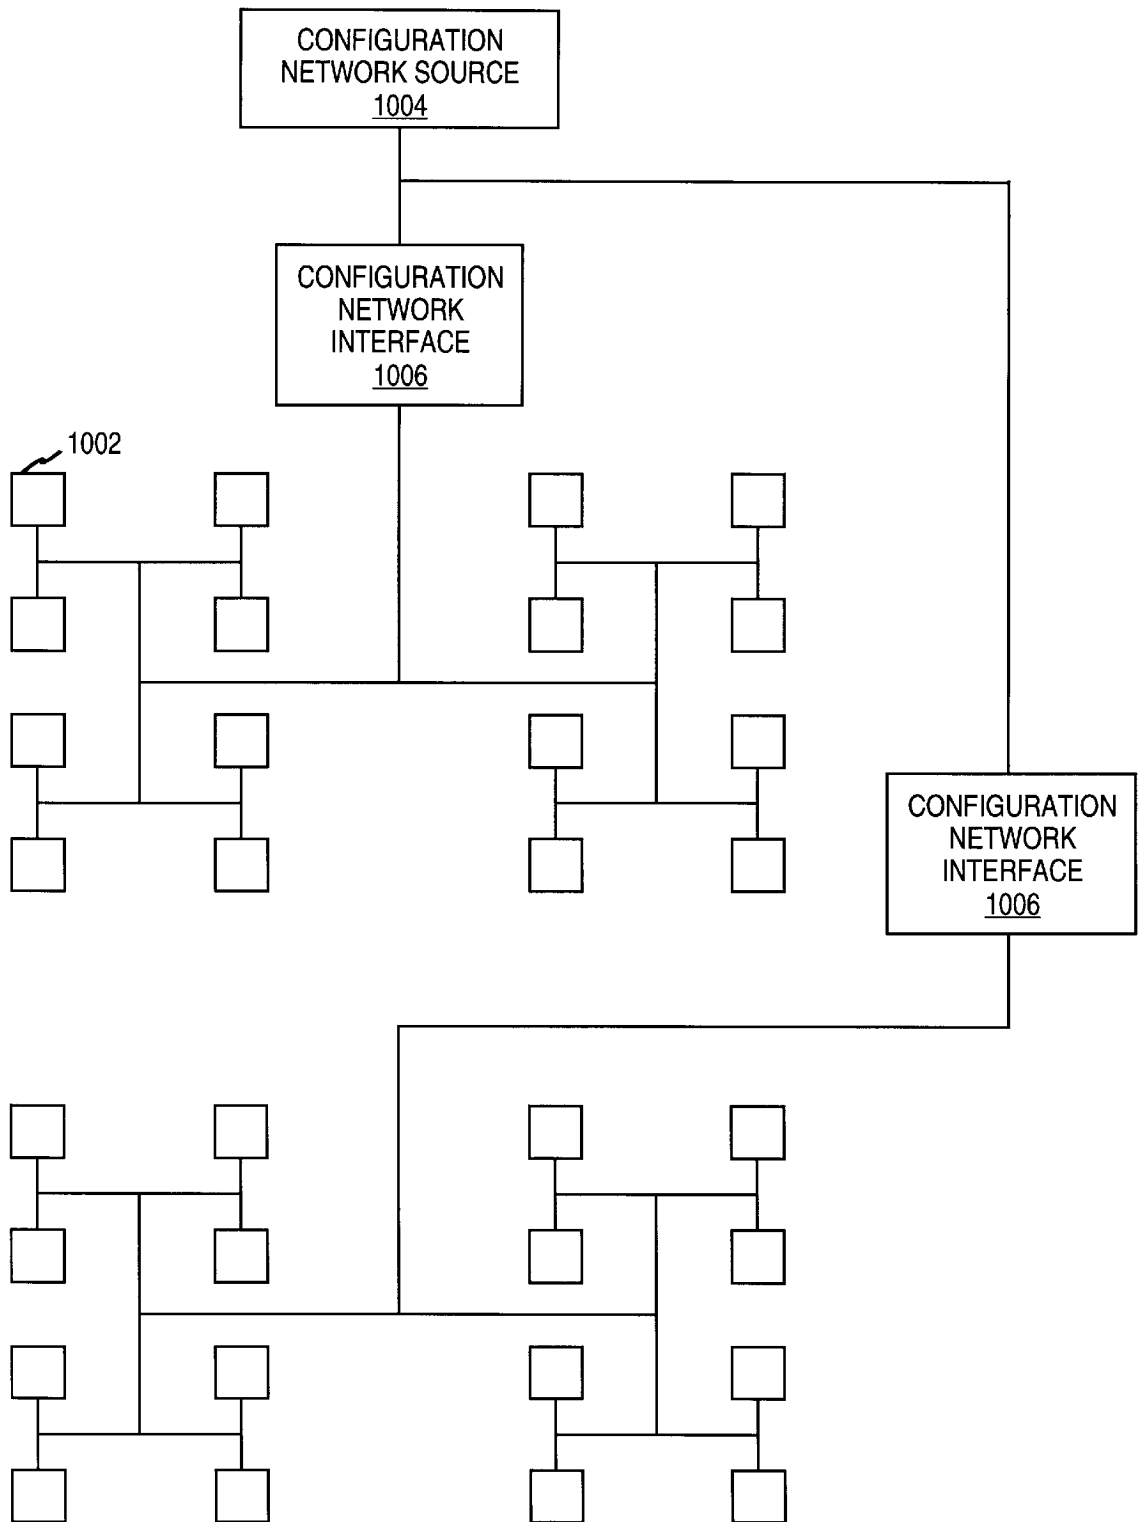 CONFIGURATION
NETWORK SOURCE
1004
CONFIGURATION
NETWORK
INTERFACE
1006
1002
CONFIGURATION
NETWORK
INTERFACE
1006